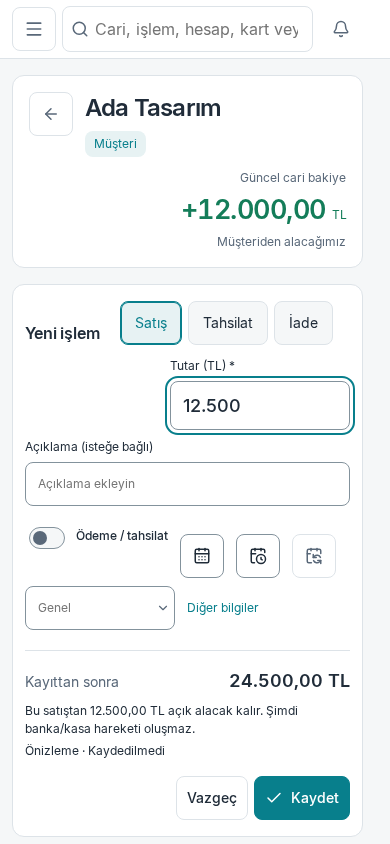 Cari, işlem, hesap, kart vey
Ada Tasarım
Müşteri
Güncel cari bakiye
+12.000,00 TL
Müşteriden alacağımız
Yeni işlem
Satış
Tahsilat
İade
Tutar (TL) *
12.500
Açıklama (isteğe bağlı)
Açıklama ekleyin
Ödeme / tahsilat
Genel
Diğer bilgiler
Kayıttan sonra
24.500,00 TL
Bu satıştan 12.500,00 TL açık alacak kalır. Şimdi
banka/kasa hareketi oluşmaz.
Önizleme · Kaydedilmedi
Vazgeç
Kaydet